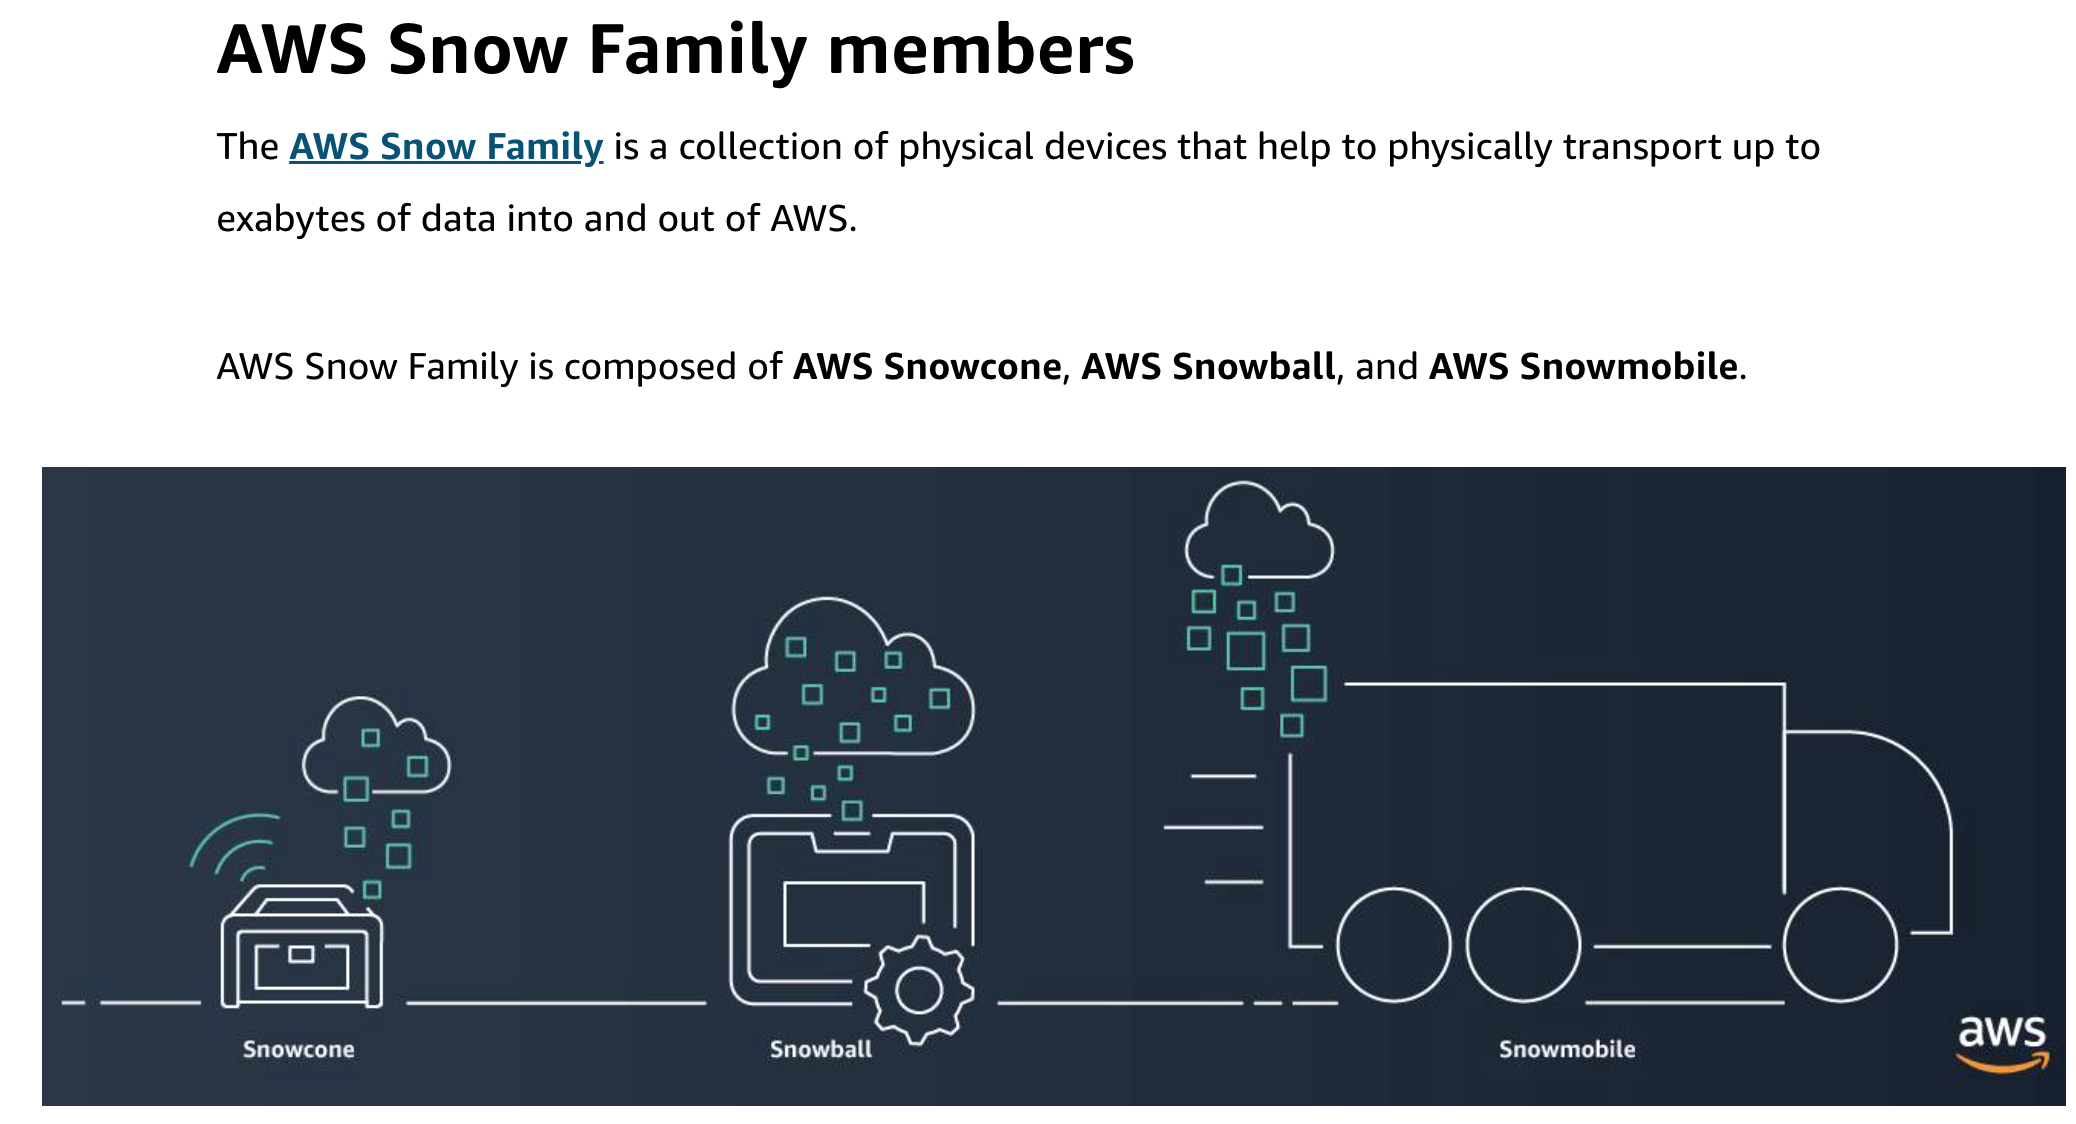 AWS Snow Family members
The AWS Snow Family is a collection of physical devices that help to physically transport up to
exabytes of data into and out of AWS.
AWS Snow Family is composed of AWS Snowcone, AWS Snowball, and AWS Snowmobile.
Snowcone
Snowball
Snowmobile
aws